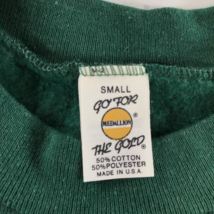 SMALL
GO FOR
MEDALLION ®
THE GOLD ®
50% COTTON
50% POLYESTER
MADE IN U.S.A.